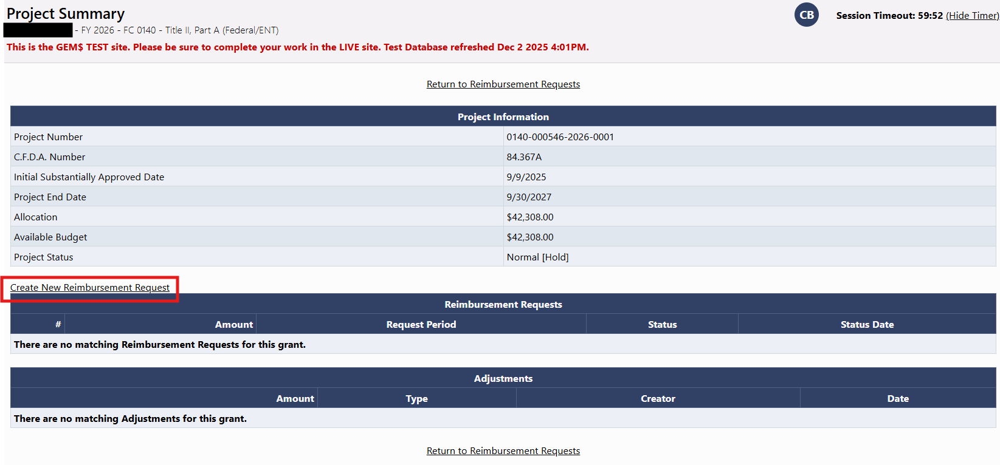 Project Summary
CB
Session Timeout: 59:52 (Hide Timer)
- FY 2026 - FC 0140 - Title II, Part A (Federal/ENT)
This is the GEM$ TEST site. Please be sure to complete your work in the LIVE site. Test Database refreshed Dec 2 2025 4:01PM.
Return to Reimbursement Requests
Project Information
Project Number 0140-000546-2026-0001
C.F.D.A. Number 84.367A
Initial Substantially Approved Date 9/9/2025
Project End Date 9/30/2027
Allocation $42,308.00
Available Budget $42,308.00
Project Status Normal [Hold]
Create New Reimbursement Request
Reimbursement Requests
# Amount Request Period Status Status Date
There are no matching Reimbursement Requests for this grant.
Adjustments
Amount Type Creator Date
There are no matching Adjustments for this grant.
Return to Reimbursement Requests